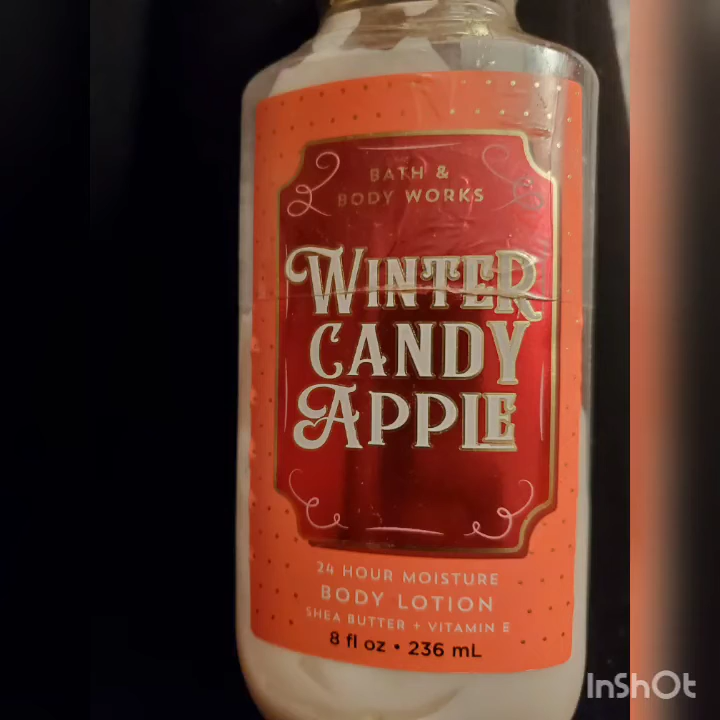 BATH &
BODY WORKS
WINTER
CANDY
APPLE
24 HOUR MOISTURE
BODY LOTION
SHEA BUTTER + VITAMIN E
8 fl oz • 236 mL
InShOt